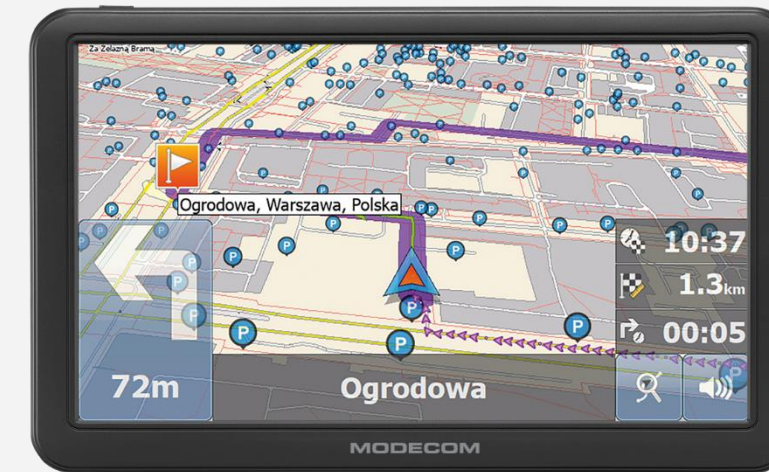 Za Żelazną Bramą
Ogrodowa, Warszawa, Polska
10:37
1.3km
00:05
72m
Ogrodowa
MODECOM